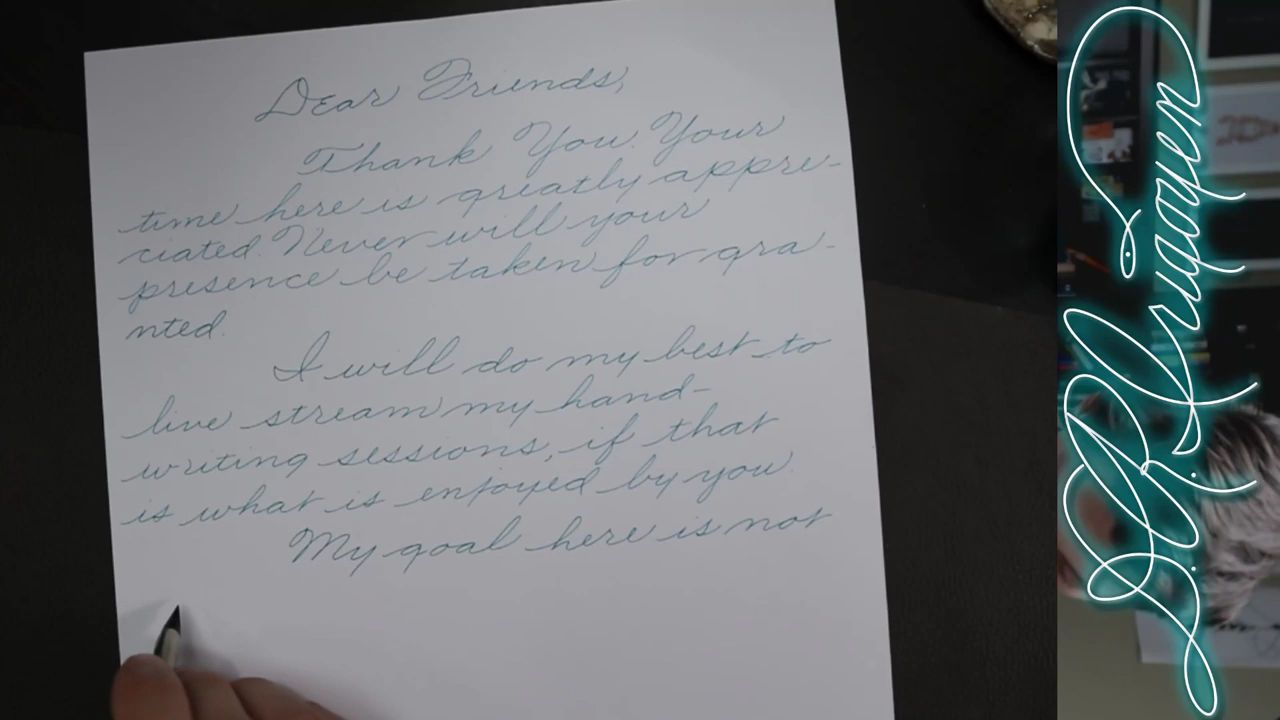 Dear Friends,
Thank You. Your
time here is greatly appre-
ciated. Never will your
presence be taken for gra-
nted.
I will do my best to
live stream my hand-
writing sessions, if that
is what is enjoyed by you.
My goal here is not